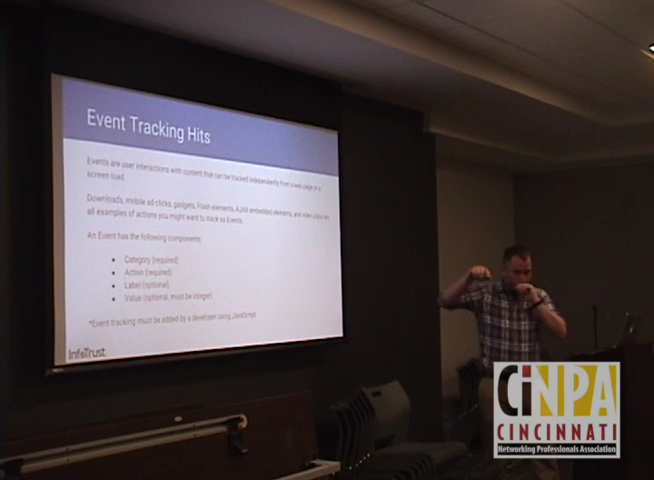 Event Tracking Hits
Events are user interactions with content that can be tracked independently from a web page or a
screen load.
Downloads, mobile ad clicks, gadgets, Flash elements, AJAX embedded elements, and video plays are
all examples of actions you might want to track as Events.
An Event has the following components:
• Category (required)
• Action (required)
• Label (optional)
• Value (optional, must be integer)
*Event tracking must be added by a developer using JavaScript
InfoTrust
CiNPA
CINCINNATI
Networking Professionals Association